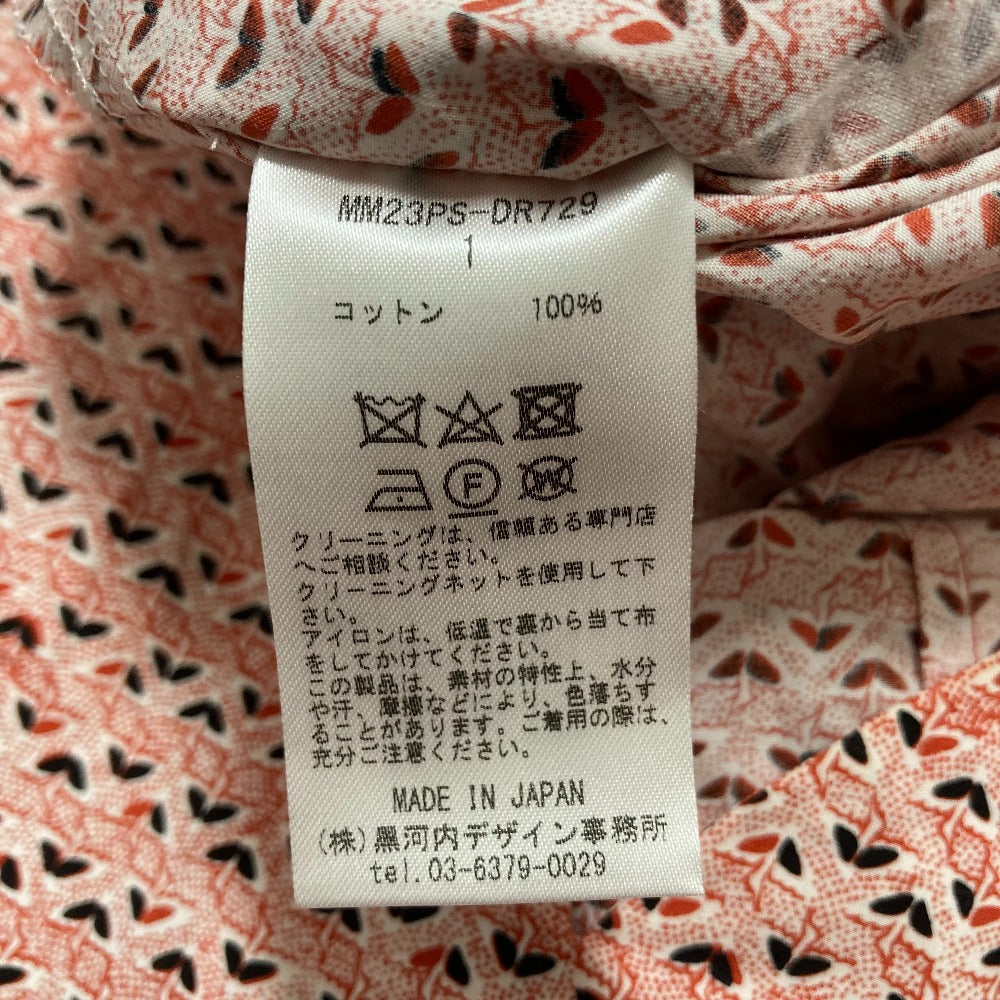 MM23PS-DR729
1
コットン 100%
F W
クリーニングは、信頼ある専門店
へご相談ください。
クリーニングネットを使用して下
さい。
アイロンは、低温で裏から当て布
をしてかけてください。
この製品は、素材の特性上、水分
や汗、摩擦などにより、色落ちす
ることがあります。ご着用の際は、
充分ご注意ください。
MADE IN JAPAN
(株)黒河内デザイン事務所
tel.03-6379-0029